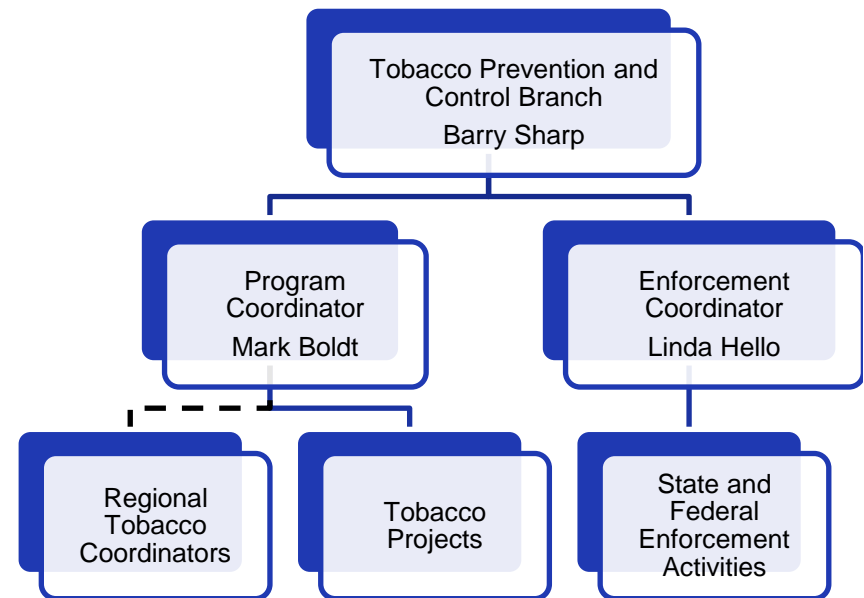 Tobacco Prevention and
Control Branch
Barry Sharp
Program
Coordinator
Mark Boldt
Enforcement
Coordinator
Linda Hello
Regional
Tobacco
Coordinators
Tobacco
Projects
State and
Federal
Enforcement
Activities